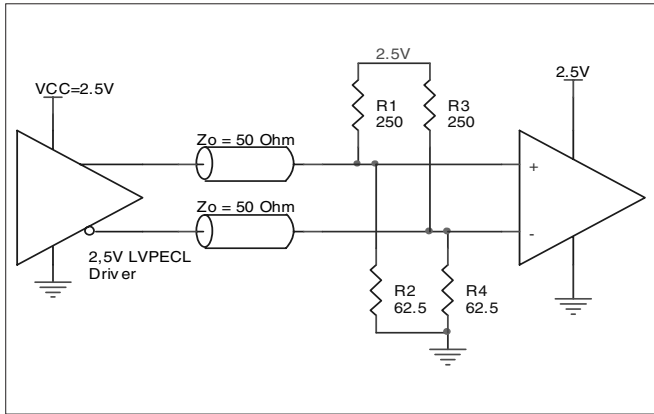 2.5V
2.5V
VCC=2.5V
R1
250
R3
250
Zo = 50 Ohm
+
Zo = 50 Ohm
-
2,5V LVPECL
Driver
R2
62.5
R4
62.5